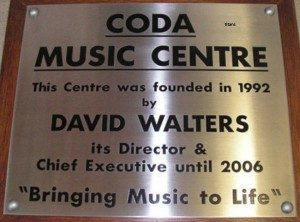 CODA
MUSIC CENTRE
This Centre was founded in 1992
by
DAVID WALTERS
its Director &
Chief Executive until 2006
"Bringing Music to Life"